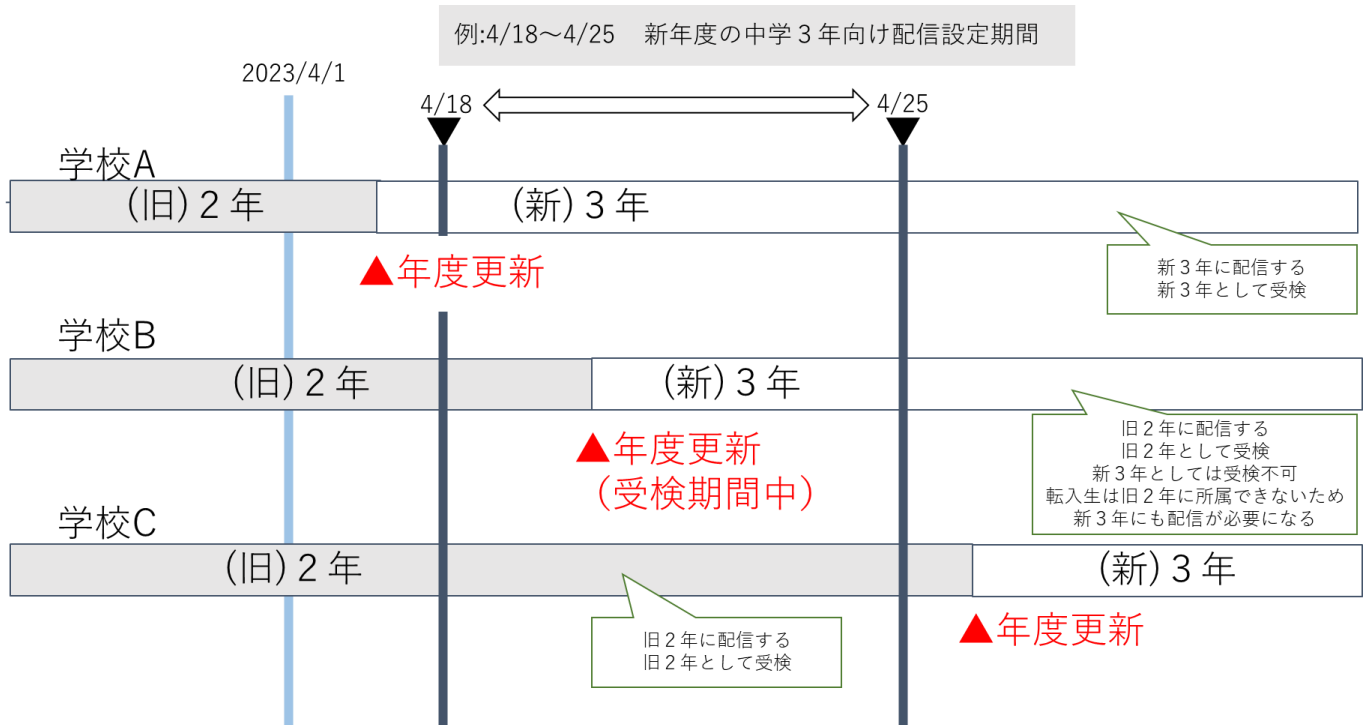 例:4/18～4/25　新年度の中学３年向け配信設定期間
2023/4/1
4/18
4/25
学校A
(旧)２年
(新)３年
▲年度更新
新３年に配信する
新３年として受検
学校B
(旧)２年
(新)３年
▲年度更新
(受検期間中)
旧２年に配信する
旧２年として受検
新３年としては受検不可
転入生は旧２年に所属できないため
新３年にも配信が必要になる
学校C
(旧)２年
(新)３年
▲年度更新
旧２年に配信する
旧２年として受検